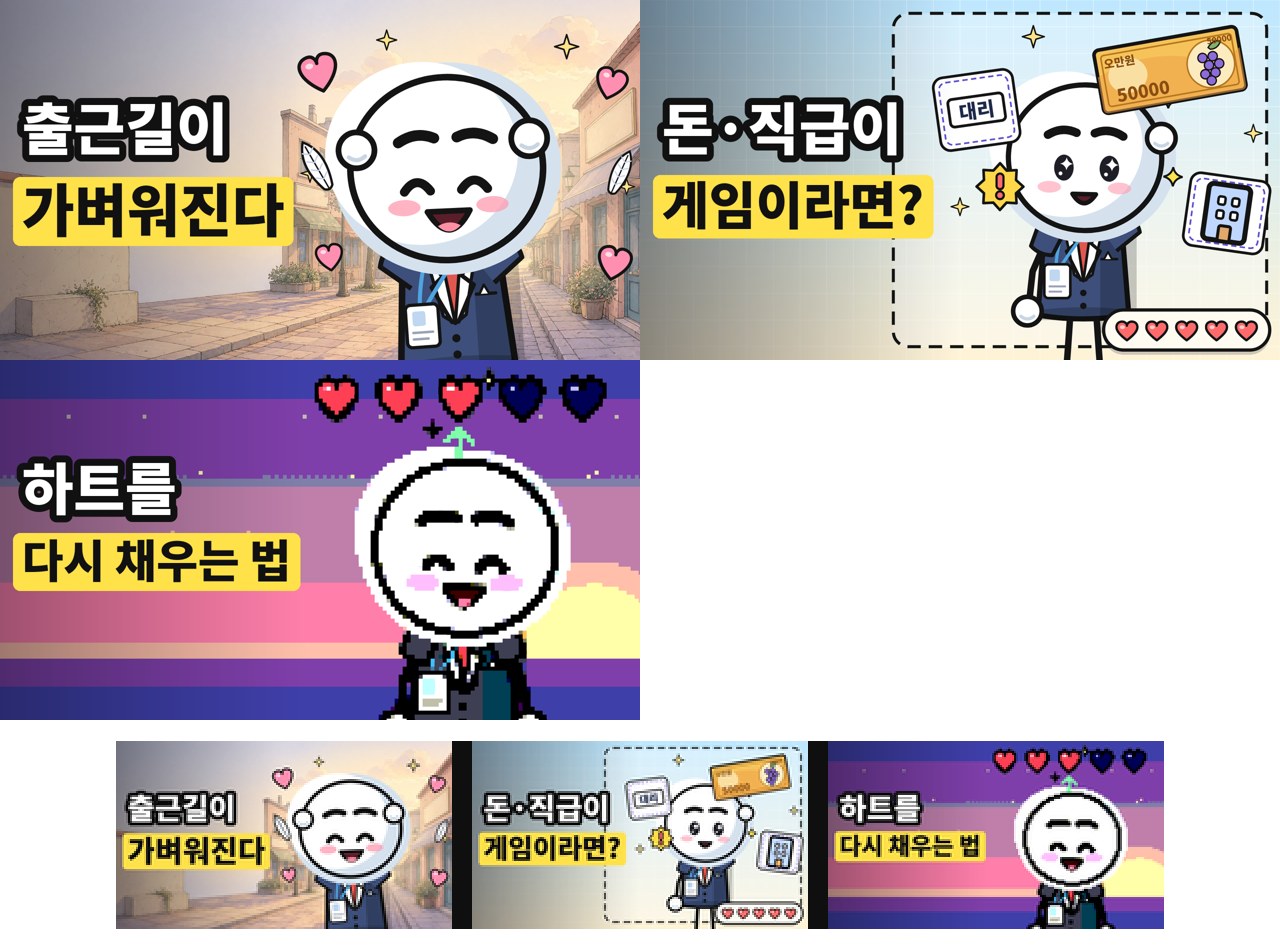 출근길이
가벼워진다
돈·직급이
게임이라면?
대리
오만원
50000
50000
하트를
다시 채우는 법
출근길이
가벼워진다
돈·직급이
게임이라면?
대리
50000
하트를
다시 채우는 법